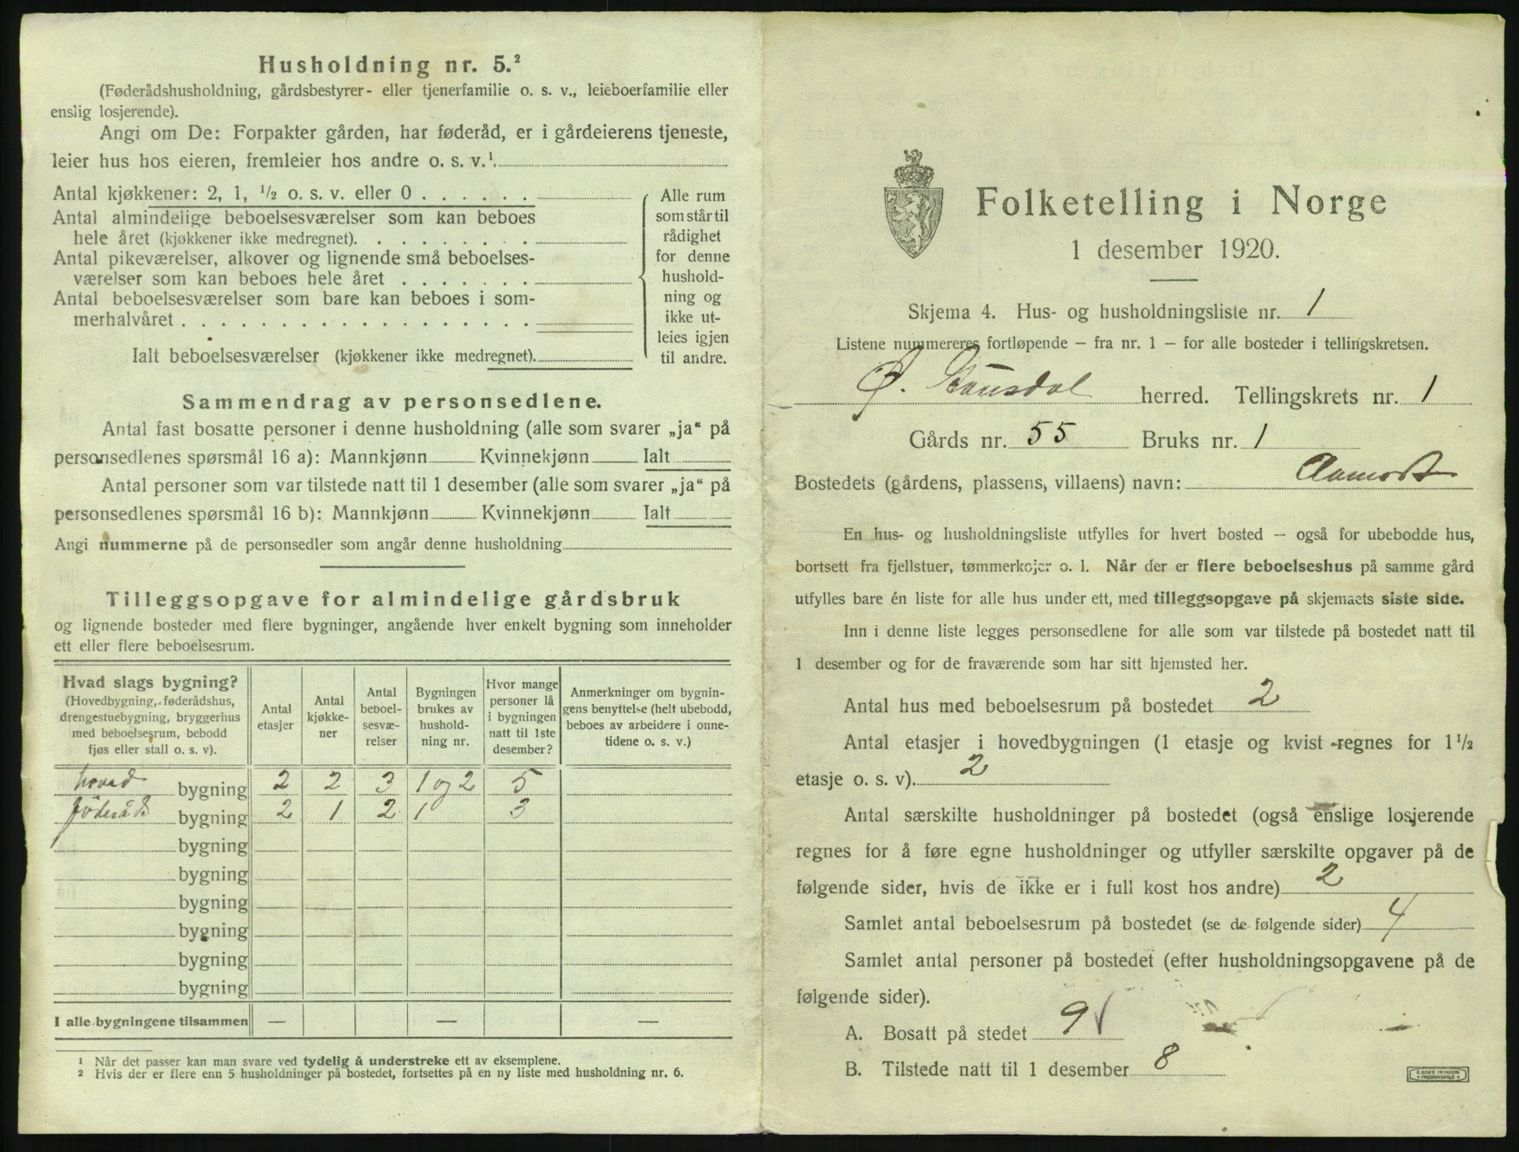 Husholdning nr. 5.²
(Føderådshusholdning, gårdsbestyrer- eller tjenerfamilie o. s. v., leieboerfamilie eller
enslig losjerende).
Angi om De: Forpakter gården, har føderåd, er i gårdeierens tjeneste,
leier hus hos eieren, fremleier hos andre o. s. v.¹
Antal kjøkkener: 2, 1, ½ o. s. v. eller 0 . . . . . .
Antal almindelige beboelsesværelser som kan beboes
hele året (kjøkkener ikke medregnet). . . . . . . . .
Antal pikeværelser, alkover og lignende små beboelses-
værelser som kan beboes hele året . . . . . . .
Antal beboelsesværelser som bare kan beboes i som-
merhalvåret . . . . . . . . . . . . . . . . . .
Ialt beboelsesværelser (kjøkkener ikke medregnet).
Alle rum
som står til
rådighet
for denne
hushold-
ning og
ikke ut-
leies igjen
til andre.
Sammendrag av personsedlene.
Antal fast bosatte personer i denne husholdning (alle som svarer „ja“ på
personsedlenes spørsmål 16 a): Mannkjønn Kvinnekjønn Ialt
Antal personer som var tilstede natt til 1 desember (alle som svarer „ja“ på
personsedlenes spørsmål 16 b): Mannkjønn Kvinnekjønn Ialt
Angi nummerne på de personsedler som angår denne husholdning
Tilleggsopgave for almindelige gårdsbruk
og lignende bosteder med flere bygninger, angående hver enkelt bygning som inneholder
ett eller flere beboelsesrum.
Hvad slags bygning?
(Hovedbygning, føderådshus,
drengestuebygning, bryggerhus
med beboelsesrum, bebodd
fjøs eller stall o. s. v).
Antal
etasjer
Antal
kjøkke-
ner
Antal
beboel-
sesvæ-
relser
Bygningen
brukes av
hushold-
ning nr.
Hvor mange
personer lå
i bygningen
natt til 1ste
desember?
Anmerkninger om bygnin-
gens benyttelse (helt ubebodd,
beboes av arbeidere i onne-
tidene o. s. v.)
hoved bygning 2 2 3 1 og 2 5
føderåds bygning 2 1 2 1 3
bygning
bygning
bygning
bygning
bygning
bygning
I alle bygningene tilsammen — — —
¹ Når det passer kan man svare ved tydelig å understreke ett av eksemplene.
² Hvis der er flere enn 5 husholdninger på bostedet, fortsettes på en ny liste med husholdning nr. 6.
Folketelling i Norge
1 desember 1920.
Skjema 4. Hus- og husholdningsliste nr. 1
Listene nummereres fortløpende — fra nr. 1 — for alle bosteder i tellingskretsen.
Ø. Gausdal herred. Tellingskrets nr. 1
Gårds nr. 55 Bruks nr. 1
Bostedets (gårdens, plassens, villaens) navn: Aamodt
En hus- og husholdningsliste utfylles for hvert bosted — også for ubebodde hus,
bortsett fra fjellstuer, tømmerkojer o. l. Når der er flere beboelseshus på samme gård
utfylles bare én liste for alle hus under ett, med tilleggsopgave på skjemaets siste side.
Inn i denne liste legges personsedlene for alle som var tilstede på bostedet natt til
1 desember og for de fraværende som har sitt hjemsted her.
Antal hus med beboelsesrum på bostedet 2
Antal etasjer i hovedbygningen (1 etasje og kvist regnes for 1½
etasje o. s. v). 2
Antal særskilte husholdninger på bostedet (også enslige losjerende
regnes for å føre egne husholdninger og utfyller særskilte opgaver på de
følgende sider, hvis de ikke er i full kost hos andre) 2
Samlet antal beboelsesrum på bostedet (se de følgende sider) 4
Samlet antal personer på bostedet (efter husholdningsopgavene på de
følgende sider).
A. Bosatt på stedet 9
B. Tilstede natt til 1 desember 8